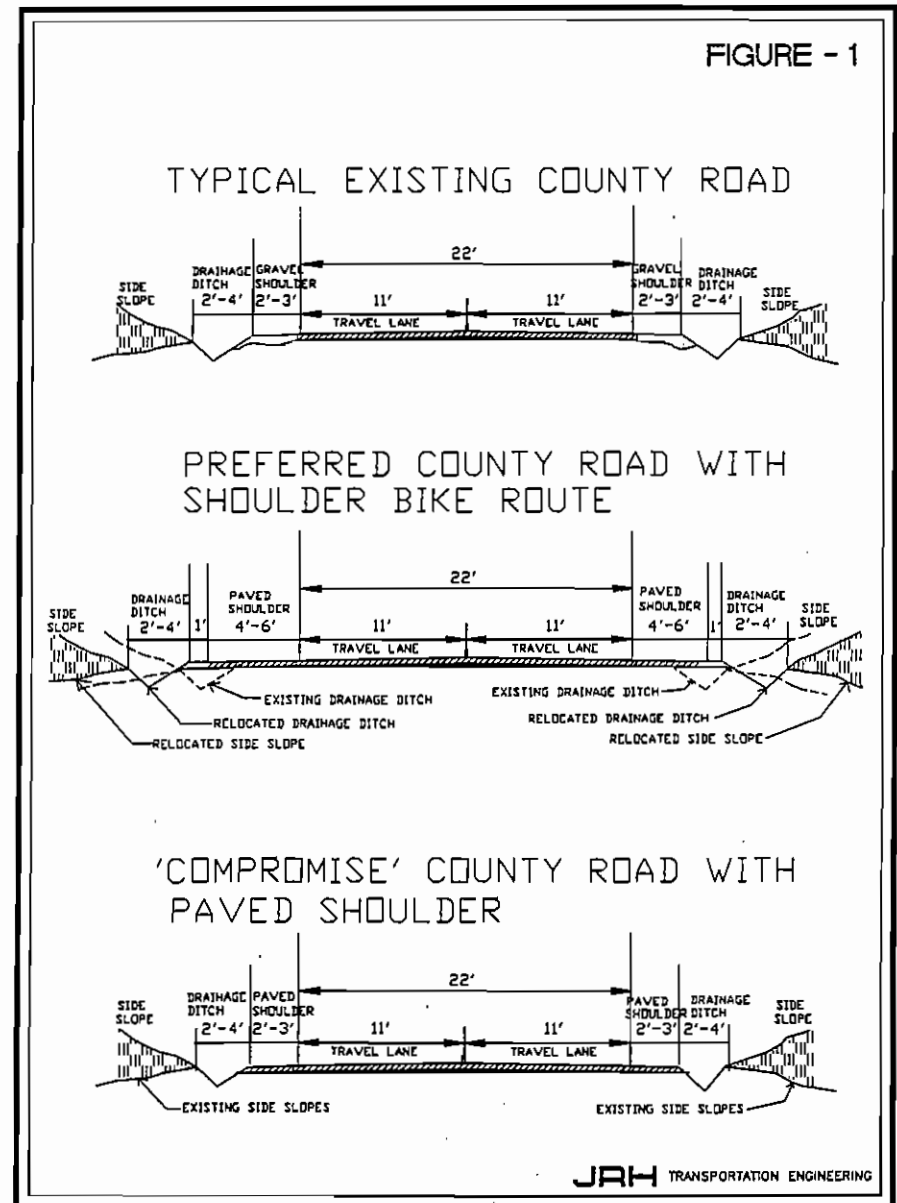 FIGURE - 1
TYPICAL EXISTING COUNTY ROAD
22'
DRAIHAGE DITCH 2'-4'
GRAVEL SHOULDER 2'-3'
GRAVEL SHOULDER 2'-3'
DRAINAGE DITCH 2'-4'
SIDE SLOPE
11'
11'
SIDE SLOPE
TRAVEL LANE
TRAVEL LANE
PREFERRED COUNTY ROAD WITH
SHOULDER BIKE ROUTE
22'
SIDE SLOPE
DRAINAGE DITCH 2'-4'
1'
PAVED SHOULDER 4'-6'
11'
11'
PAVED SHOULDER 4'-6'
1'
DRAINAGE DITCH 2'-4'
SIDE SLOPE
TRAVEL LANE
TRAVEL LANE
EXISTING DRAINAGE DITCH
EXISTING DRAINAGE DITCH
RELOCATED DRAINAGE DITCH
RELOCATED DRAINAGE DITCH
RELOCATED SIDE SLOPE
RELOCATED SIDE SLOPE
'COMPROMISE' COUNTY ROAD WITH
PAVED SHOULDER
22'
SIDE SLOPE
DRAIHAGE DITCH 2'-4'
PAVED SHOULDER 2'-3'
11'
11'
PAVED SHOULDER 2'-3'
DRAINAGE DITCH 2'-4'
SIDE SLOPE
TRAVEL LANE
TRAVEL LANE
EXISTING SIDE SLOPES
EXISTING SIDE SLOPES
JRH TRANSPORTATION ENGINEERING